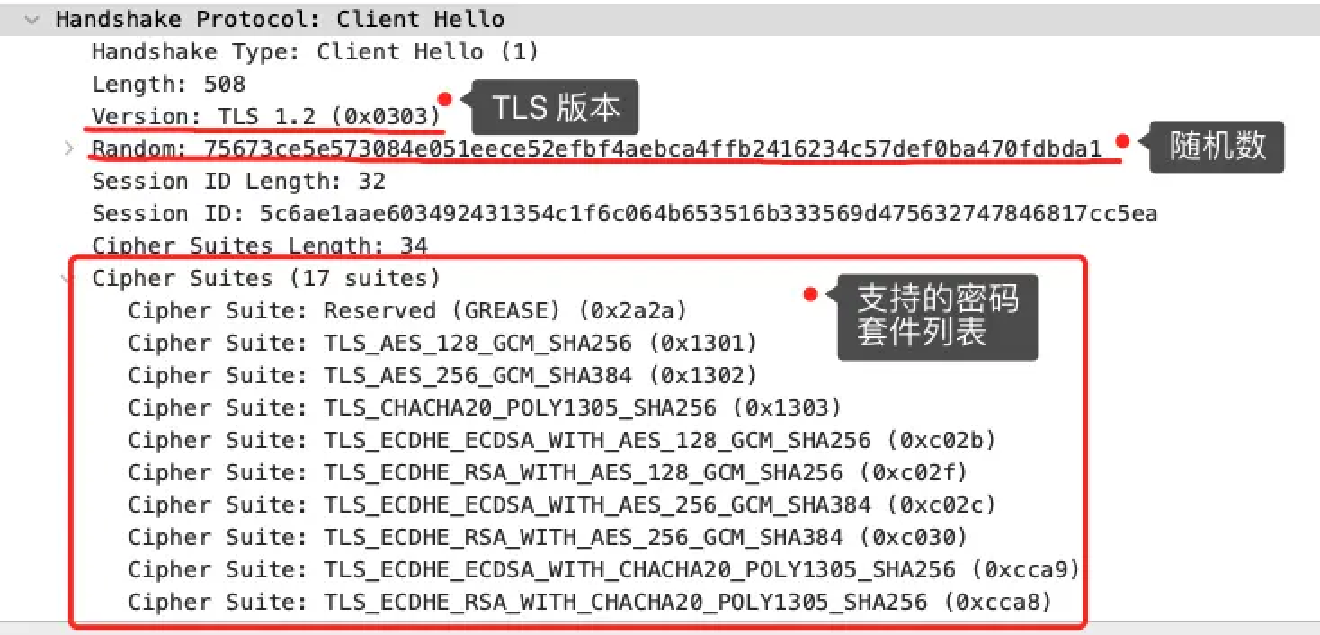 Handshake Protocol: Client Hello
Handshake Type: Client Hello (1)
Length: 508
Version: TLS 1.2 (0x0303)
TLS 版本
Random: 75673ce5e573084e051eece52efbf4aebca4ffb2416234c57def0ba470fdbda1
随机数
Session ID Length: 32
Session ID: 5c6ae1aae603492431354c1f6c064b653516b333569d475632747846817cc5ea
Cipher Suites Length: 34
Cipher Suites (17 suites)
支持的密码
套件列表
Cipher Suite: Reserved (GREASE) (0x2a2a)
Cipher Suite: TLS_AES_128_GCM_SHA256 (0x1301)
Cipher Suite: TLS_AES_256_GCM_SHA384 (0x1302)
Cipher Suite: TLS_CHACHA20_POLY1305_SHA256 (0x1303)
Cipher Suite: TLS_ECDHE_ECDSA_WITH_AES_128_GCM_SHA256 (0xc02b)
Cipher Suite: TLS_ECDHE_RSA_WITH_AES_128_GCM_SHA256 (0xc02f)
Cipher Suite: TLS_ECDHE_ECDSA_WITH_AES_256_GCM_SHA384 (0xc02c)
Cipher Suite: TLS_ECDHE_RSA_WITH_AES_256_GCM_SHA384 (0xc030)
Cipher Suite: TLS_ECDHE_ECDSA_WITH_CHACHA20_POLY1305_SHA256 (0xcca9)
Cipher Suite: TLS_ECDHE_RSA_WITH_CHACHA20_POLY1305_SHA256 (0xcca8)